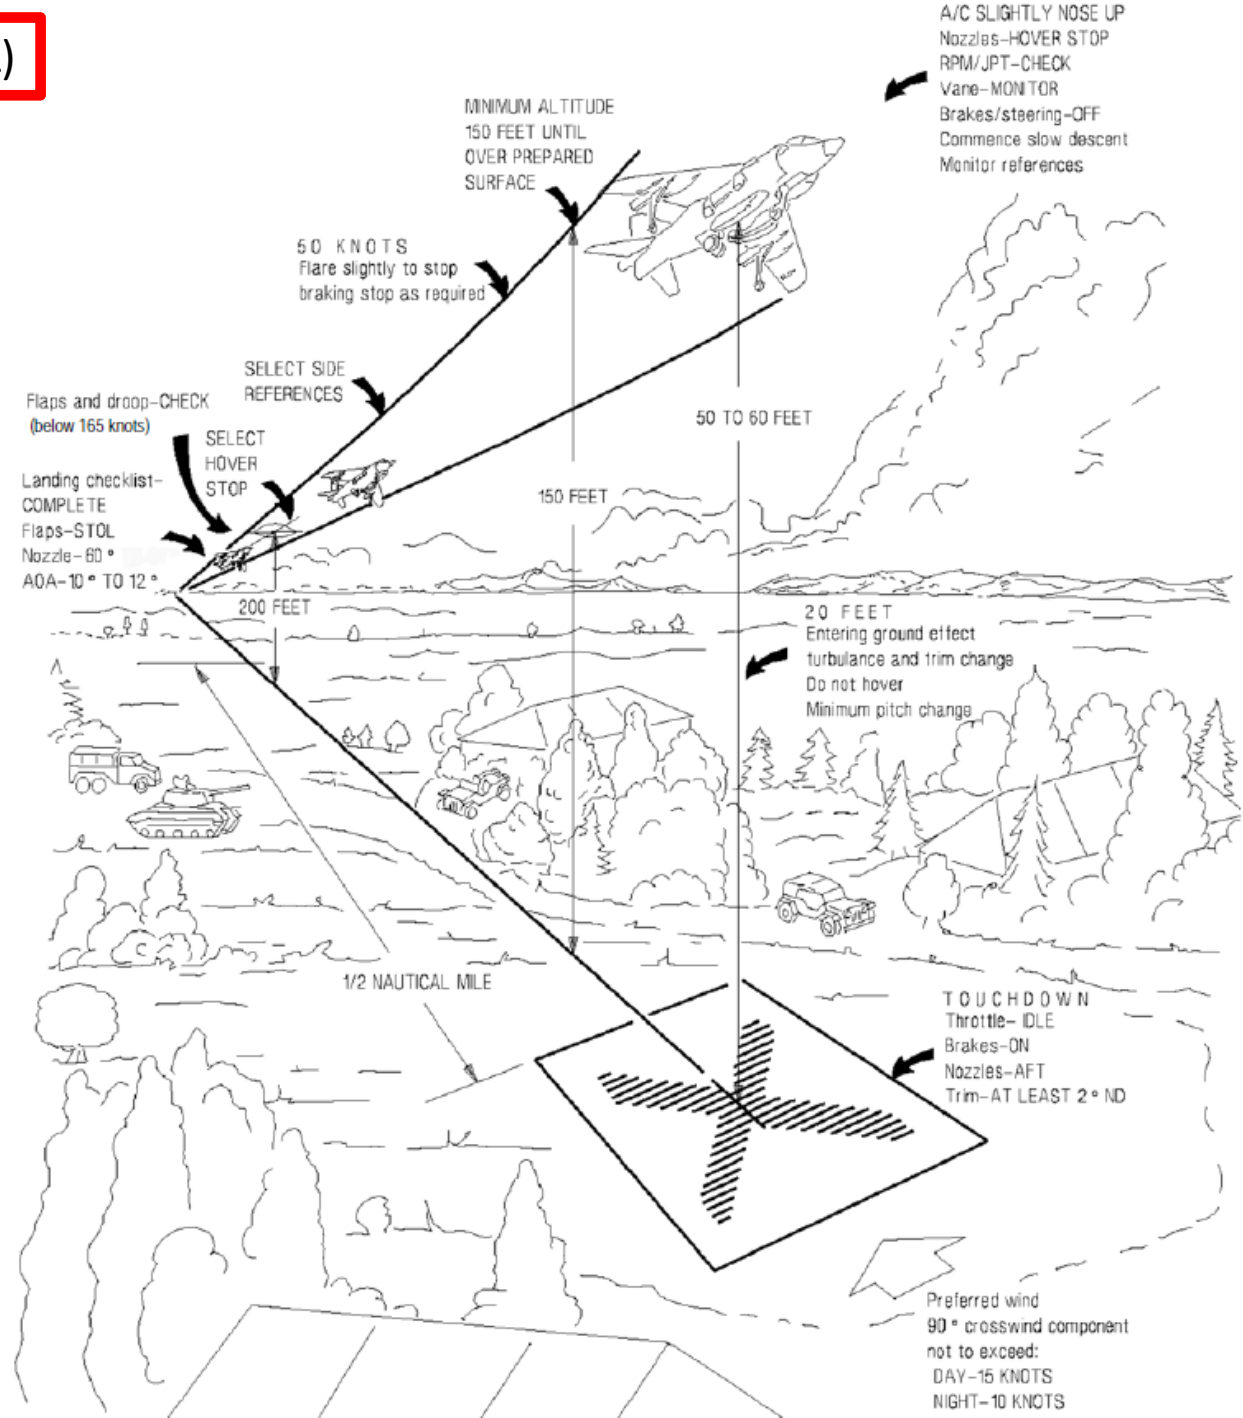 )
A/C SLIGHTLY NOSE UP
Nozzles-HOVER STOP
RPM/JPT-CHECK
Vane-MONITOR
Brakes/steering-OFF
Commence slow descent
Monitor references
MINIMUM ALTITUDE
150 FEET UNTIL
OVER PREPARED
SURFACE
50 KNOTS
Flare slightly to stop
braking stop as required
SELECT SIDE
REFERENCES
Flaps and droop-CHECK
(below 165 knots)
SELECT
HOVER
STOP
Landing checklist-
COMPLETE
Flaps-STOL
Nozzle-60°
AOA-10° TO 12°
50 TO 60 FEET
150 FEET
200 FEET
20 FEET
Entering ground effect
turbulance and trim change
Do not hover
Minimum pitch change
1/2 NAUTICAL MILE
TOUCHDOWN
Throttle-IDLE
Brakes-ON
Nozzles-AFT
Trim-AT LEAST 2° ND
Preferred wind
90° crosswind component
not to exceed:
DAY-15 KNOTS
NIGHT-10 KNOTS